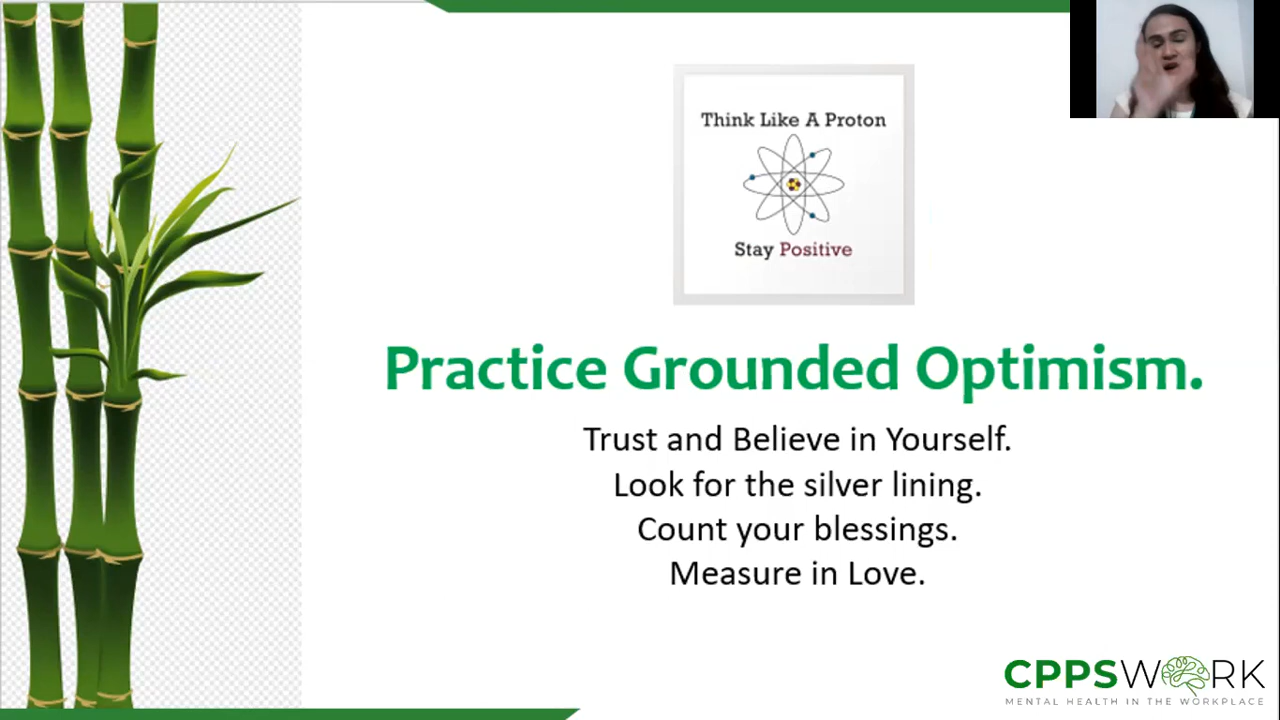 Think Like A Proton
Stay Positive
Practice Grounded Optimism.
Trust and Believe in Yourself.
Look for the silver lining.
Count your blessings.
Measure in Love.
CPPSWORK
MENTAL HEALTH IN THE WORKPLACE